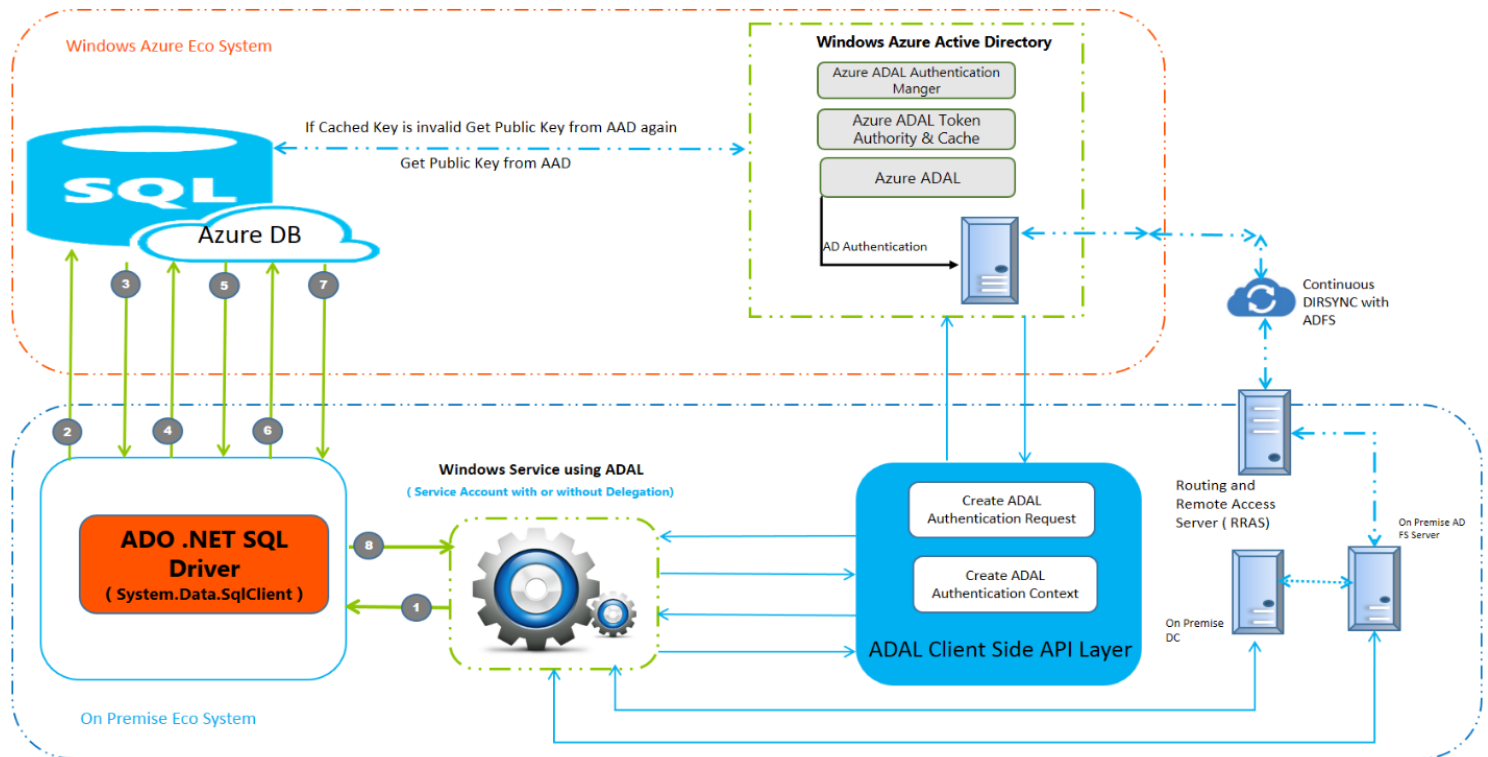 Windows Azure Eco System
Windows Azure Active Directory
Azure ADAL Authentication
Manger
Azure ADAL Token
Authority & Cache
Azure ADAL
AD Authentication
If Cached Key is invalid Get Public Key from AAD again
Get Public Key from AAD
SQL
Azure DB
3
5
7
2
4
6
Continuous
DIRSYNC with
ADFS
Routing and
Remote Access
Server ( RRAS)
On Premise AD
FS Server
On Premise
DC
Windows Service using ADAL
( Service Account with or without Delegation)
ADO .NET SQL
Driver
( System.Data.SqlClient )
8
1
Create ADAL
Authentication Request
Create ADAL
Authentication Context
ADAL Client Side API Layer
On Premise Eco System